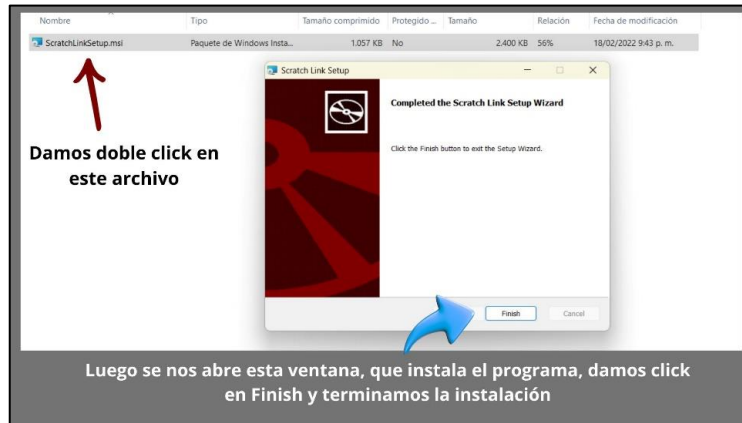 Nombre Tipo Tamaño comprimido Protegido ... Tamaño Relación Fecha de modificación
ScratchLinkSetup.msi Paquete de Windows Insta... 1.057 KB No 2.400 KB 56% 18/02/2022 9:43 p. m.
Scratch Link Setup
Completed the Scratch Link Setup Wizard
Click the Finish button to exit the Setup Wizard.
Damos doble click en
este archivo
Finish Cancel
Luego se nos abre esta ventana, que instala el programa, damos click
en Finish y terminamos la instalación